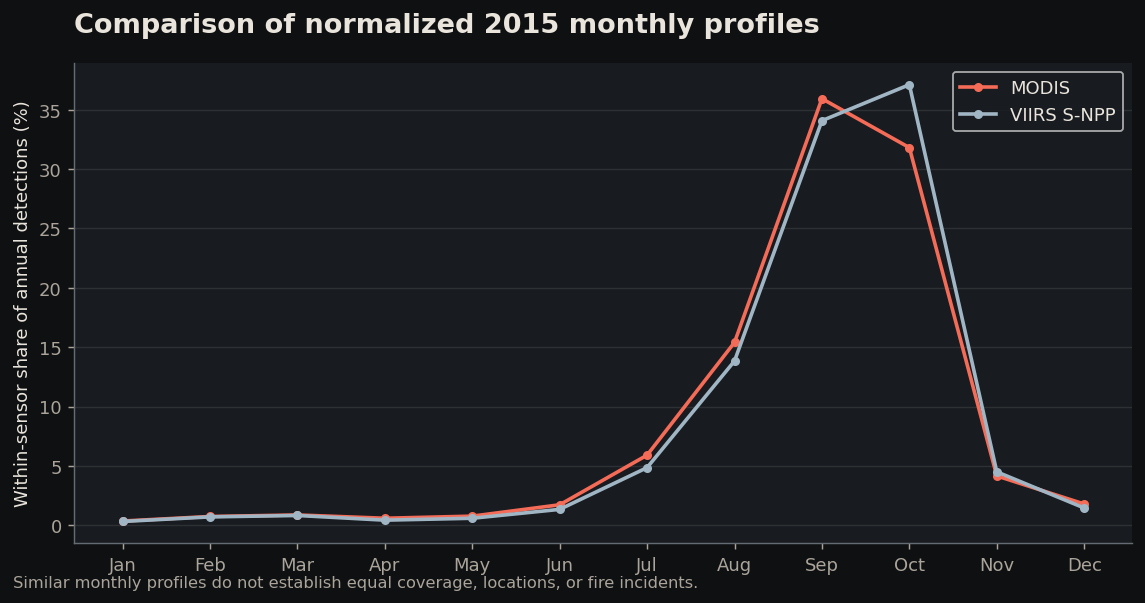 Comparison of normalized 2015 monthly profiles
MODIS
VIIRS S-NPP
Within-sensor share of annual detections (%)
35
30
25
20
15
10
5
0
Jan Feb Mar Apr May Jun Jul Aug Sep Oct Nov Dec
Similar monthly profiles do not establish equal coverage, locations, or fire incidents.